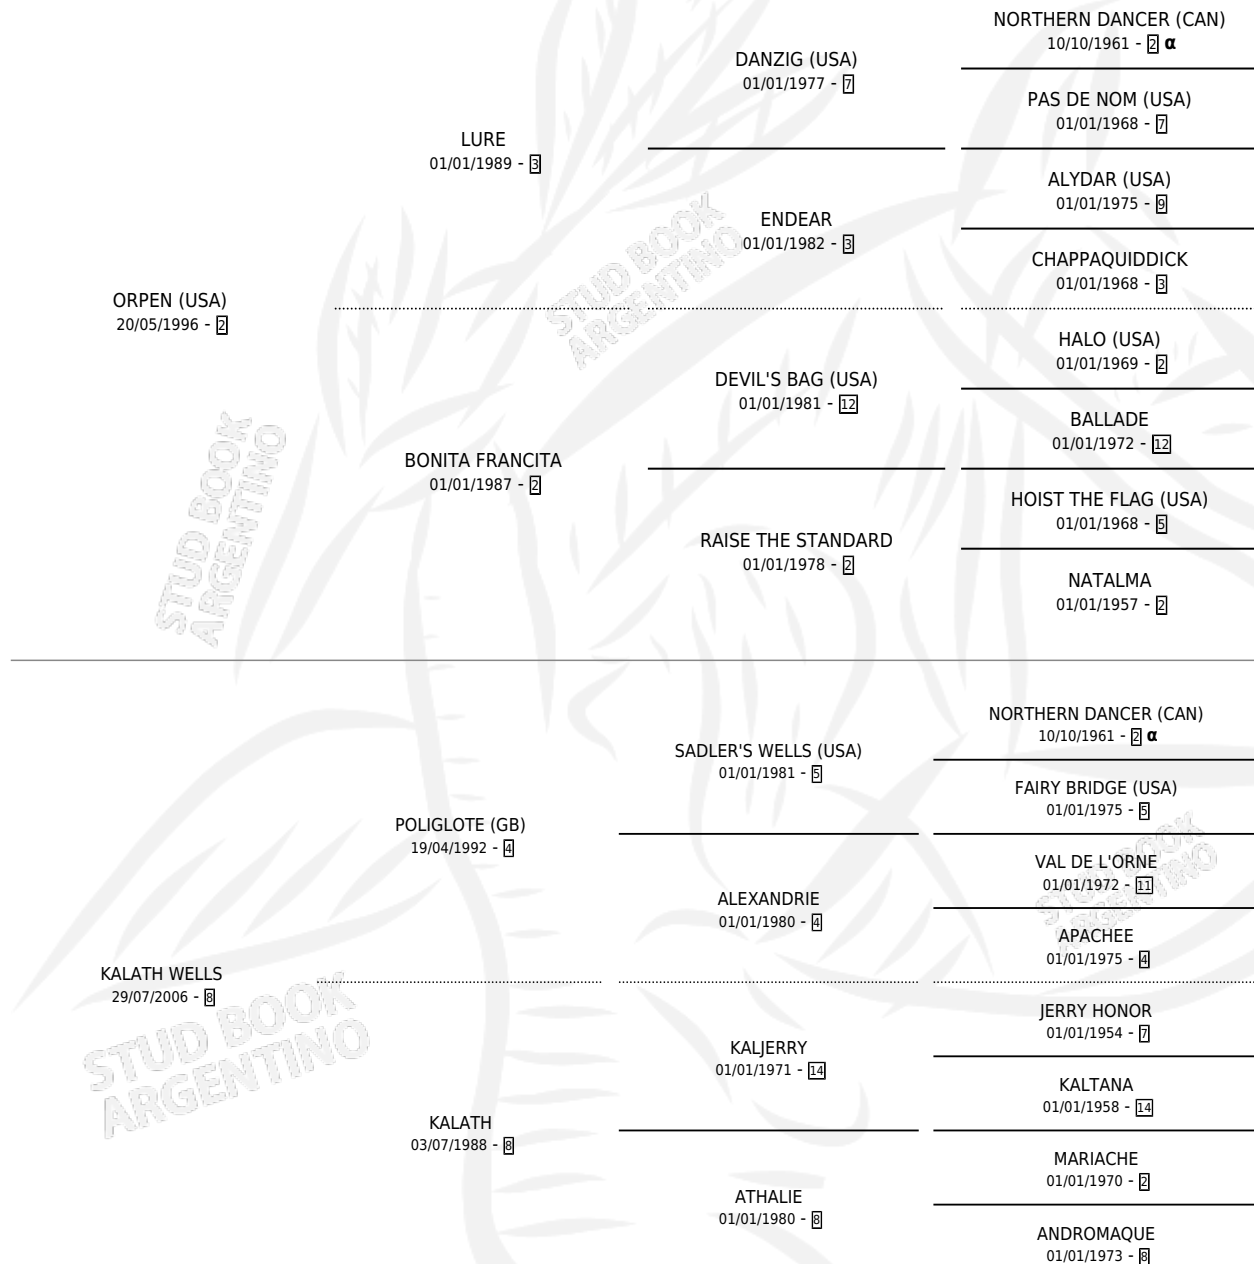 NORTHERN DANCER (CAN)
10/10/1961 - 2 α
DANZIG (USA)
01/01/1977 - 7
PAS DE NOM (USA)
01/01/1968 - 7
LURE
01/01/1989 - 3
ALYDAR (USA)
01/01/1975 - 9
ENDEAR
01/01/1982 - 3
CHAPPAQUIDDICK
01/01/1968 - 3
ORPEN (USA)
20/05/1996 - 2
HALO (USA)
01/01/1969 - 2
DEVIL'S BAG (USA)
01/01/1981 - 12
BALLADE
01/01/1972 - 12
BONITA FRANCITA
01/01/1987 - 2
HOIST THE FLAG (USA)
01/01/1968 - 5
RAISE THE STANDARD
01/01/1978 - 2
NATALMA
01/01/1957 - 2
STUD BOOK
ARGENTINO
STUD BOOK
ARGENTINO
NORTHERN DANCER (CAN)
10/10/1961 - 2 α
SADLER'S WELLS (USA)
01/01/1981 - 5
FAIRY BRIDGE (USA)
01/01/1975 - 5
POLIGLOTE (GB)
19/04/1992 - 4
VAL DE L'ORNE
01/01/1972 - 11
ALEXANDRIE
01/01/1980 - 4
APACHEE
01/01/1975 - 4
KALATH WELLS
29/07/2006 - 8
JERRY HONOR
01/01/1954 - 7
KALJERRY
01/01/1971 - 14
KALTANA
01/01/1958 - 14
KALATH
03/07/1988 - 8
MARIACHE
01/01/1970 - 2
ATHALIE
01/01/1980 - 8
ANDROMAQUE
01/01/1973 - 8
STUD BOOK
ARGENTINO
STUD BOOK
ARGENTINO